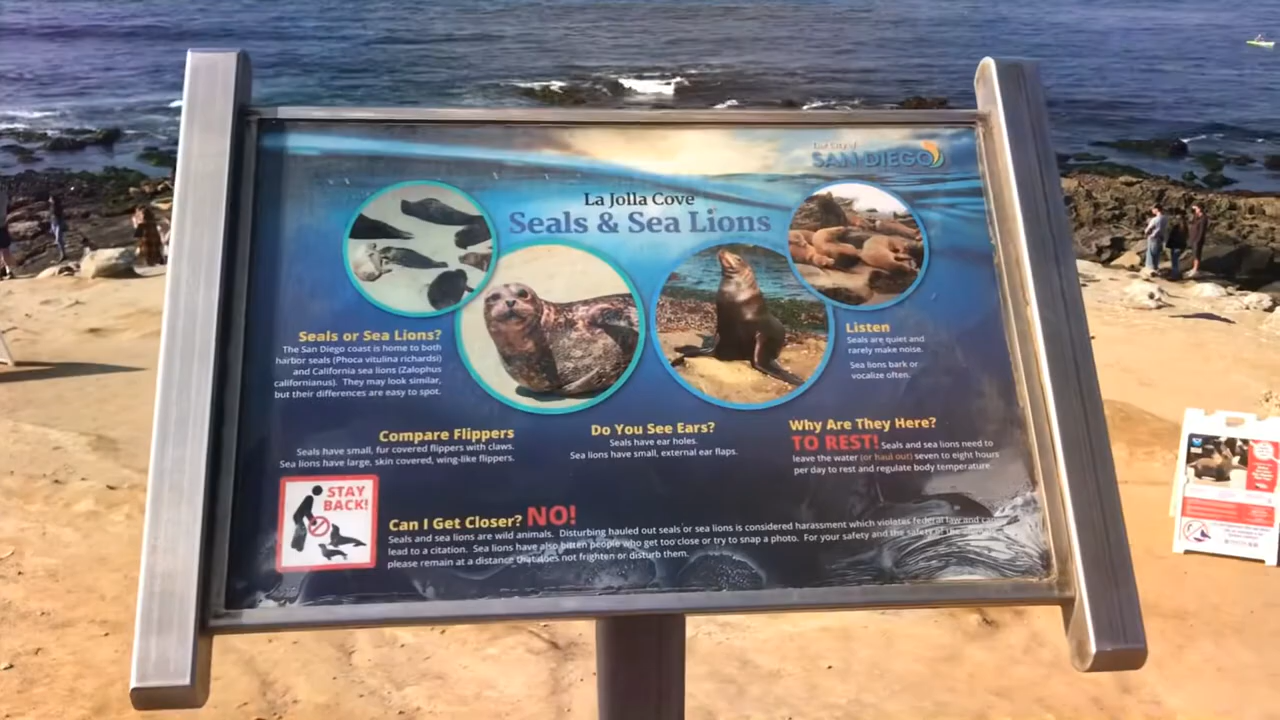 The City of
SAN DIEGO
La Jolla Cove
Seals & Sea Lions
Seals or Sea Lions?
The San Diego coast is home to both
harbor seals (Phoca vitulina richardsi)
and California sea lions (Zalophus
californianus). They may look similar,
but their differences are easy to spot.
Listen
Seals are quiet and
rarely make noise.
Sea lions bark or
vocalize often.
Compare Flippers
Seals have small, fur covered flippers with claws.
Sea lions have large, skin covered, wing-like flippers.
Do You See Ears?
Seals have ear holes.
Sea lions have small, external ear flaps.
Why Are They Here?
TO REST! Seals and sea lions need to
leave the water (or haul out) seven to eight hours
per day to rest and regulate body temperature.
STAY
BACK!
Can I Get Closer? NO!
Seals and sea lions are wild animals. Disturbing hauled out seals or sea lions is considered harassment which violates federal law and can
lead to a citation. Sea lions have also bitten people who get too close or try to snap a photo. For your safety and the safety of the
please remain at a distance that does not frighten or disturb them.